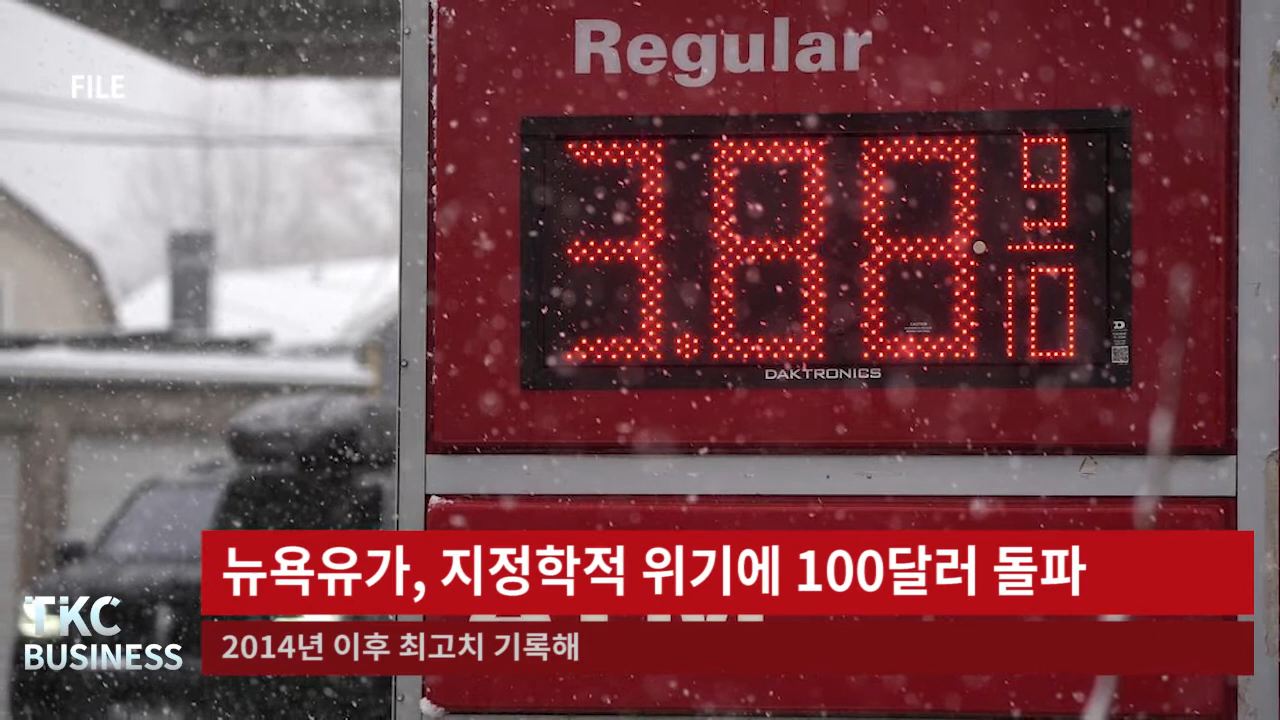 Regular
FILE
3.88 9/10
DAKTRONICS
뉴욕유가, 지정학적 위기에 100달러 돌파
TKC
BUSINESS
2014년 이후 최고치 기록해